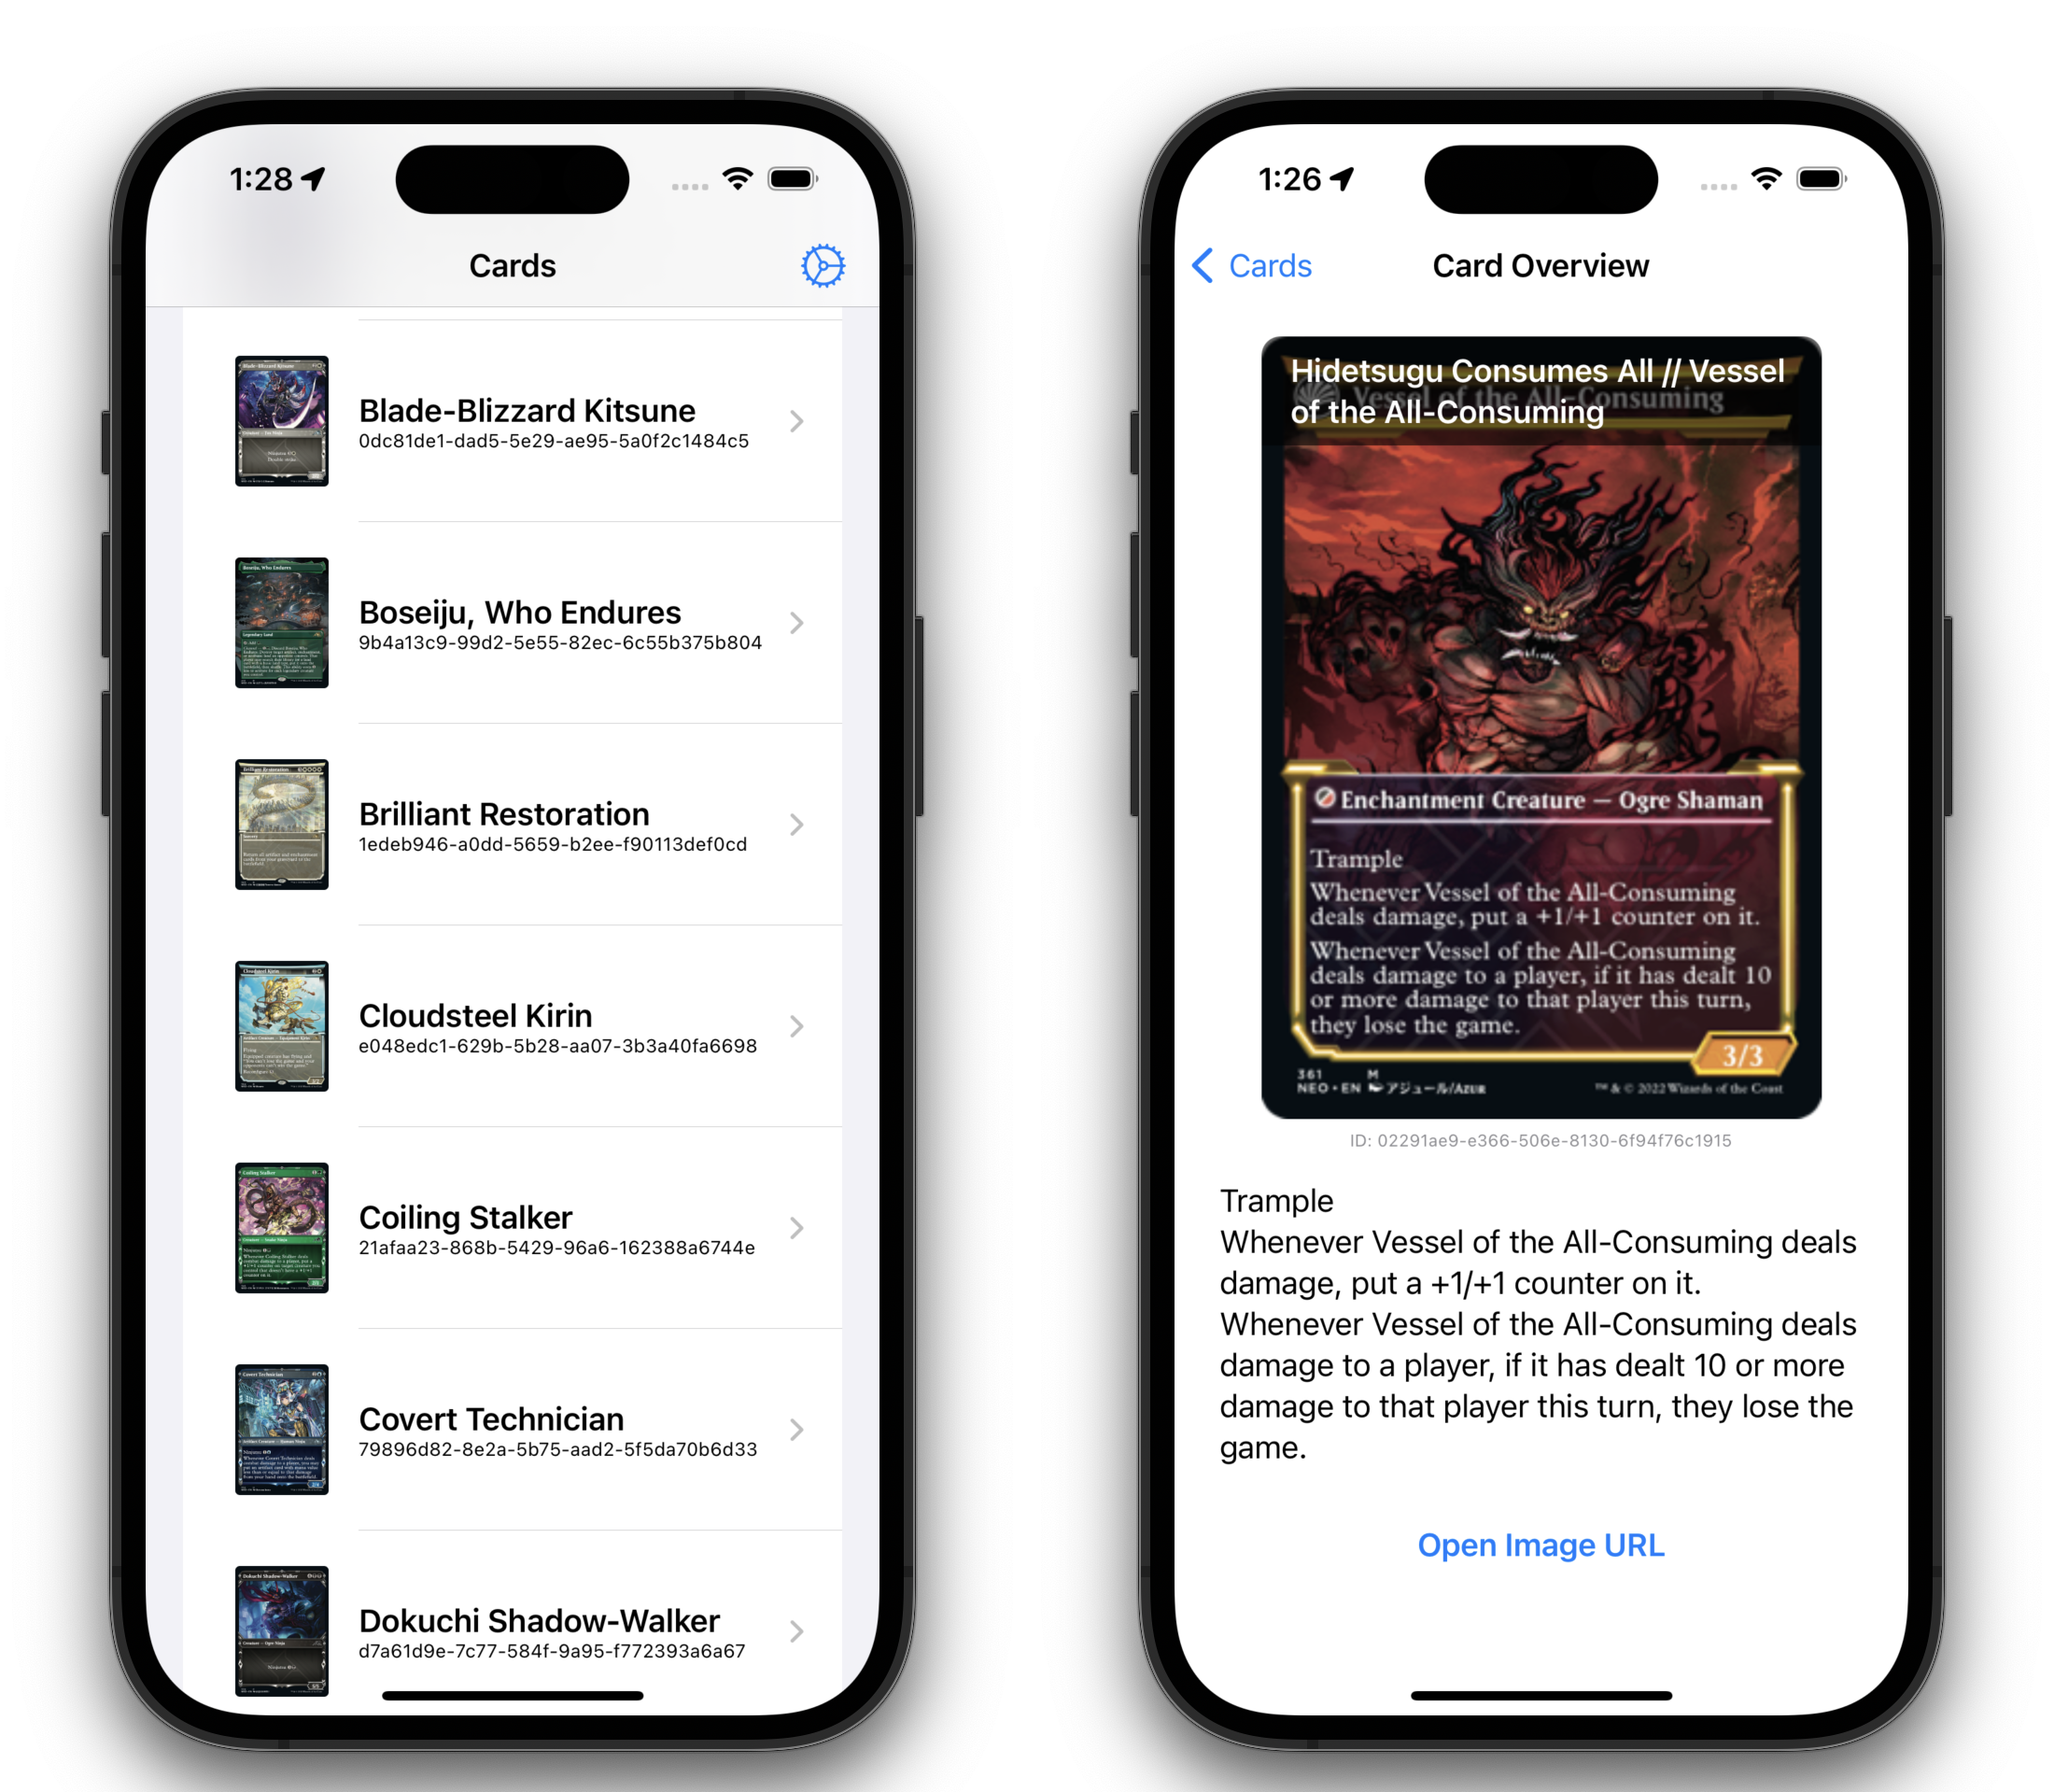 1:28
Cards
Blade-Blizzard Kitsune
0dc81de1-dad5-5e29-ae95-5a0f2c1484c5
Boseiju, Who Endures
9b4a13c9-99d2-5e55-82ec-6c55b375b804
Brilliant Restoration
1edeb946-a0dd-5659-b2ee-f90113def0cd
Cloudsteel Kirin
e048edc1-629b-5b28-aa07-3b3a40fa6698
Coiling Stalker
21afaa23-868b-5429-96a6-162388a6744e
Covert Technician
79896d82-8e2a-5b75-aad2-5f5da70b6d33
Dokuchi Shadow-Walker
d7a61d9e-7c77-584f-9a95-f772393a6a67
1:26
Cards
Card Overview
Hidetsugu Consumes All // Vessel
of the All-Consuming
Vessel of the All-Consuming
Enchantment Creature — Ogre Shaman
Trample
Whenever Vessel of the All-Consuming
deals damage, put a +1/+1 counter on it.
Whenever Vessel of the All-Consuming
deals damage to a player, if it has dealt 10
or more damage to that player this turn,
they lose the game.
3/3
361 M
NEO • EN アジュール/AZUR
™ & © 2022 Wizards of the Coast
ID: 02291ae9-e366-506e-8130-6f94f76c1915
Trample
Whenever Vessel of the All-Consuming deals
damage, put a +1/+1 counter on it.
Whenever Vessel of the All-Consuming deals
damage to a player, if it has dealt 10 or more
damage to that player this turn, they lose the
game.
Open Image URL